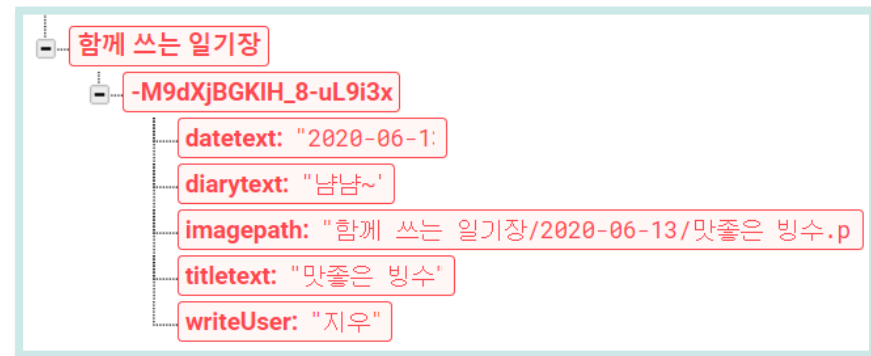 함께 쓰는 일기장
-M9dXjBGKIH_8-uL9i3x
datetext: "2020-06-1
diarytext: "냠냠~'
imagepath: "함께 쓰는 일기장/2020-06-13/맛좋은 빙수.p
titletext: "맛좋은 빙수"
writeUser: "지우"